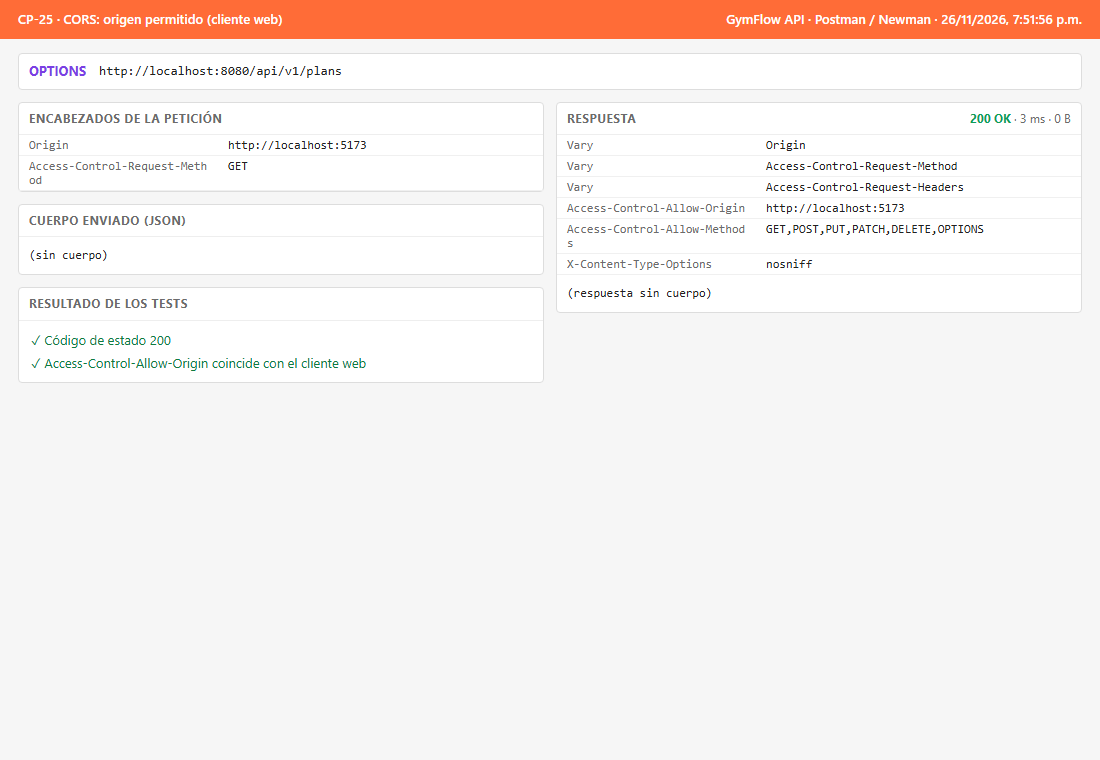 CP-25 · CORS: origen permitido (cliente web)
GymFlow API · Postman / Newman · 26/11/2026, 7:51:56 p.m.
OPTIONS http://localhost:8080/api/v1/plans
ENCABEZADOS DE LA PETICIÓN
Origin http://localhost:5173
Access-Control-Request-Meth GET
od
CUERPO ENVIADO (JSON)
(sin cuerpo)
RESULTADO DE LOS TESTS
✓ Código de estado 200
✓ Access-Control-Allow-Origin coincide con el cliente web
RESPUESTA 200 OK · 3 ms · 0 B
Vary Origin
Vary Access-Control-Request-Method
Vary Access-Control-Request-Headers
Access-Control-Allow-Origin http://localhost:5173
Access-Control-Allow-Method GET,POST,PUT,PATCH,DELETE,OPTIONS
s
X-Content-Type-Options nosniff
(respuesta sin cuerpo)